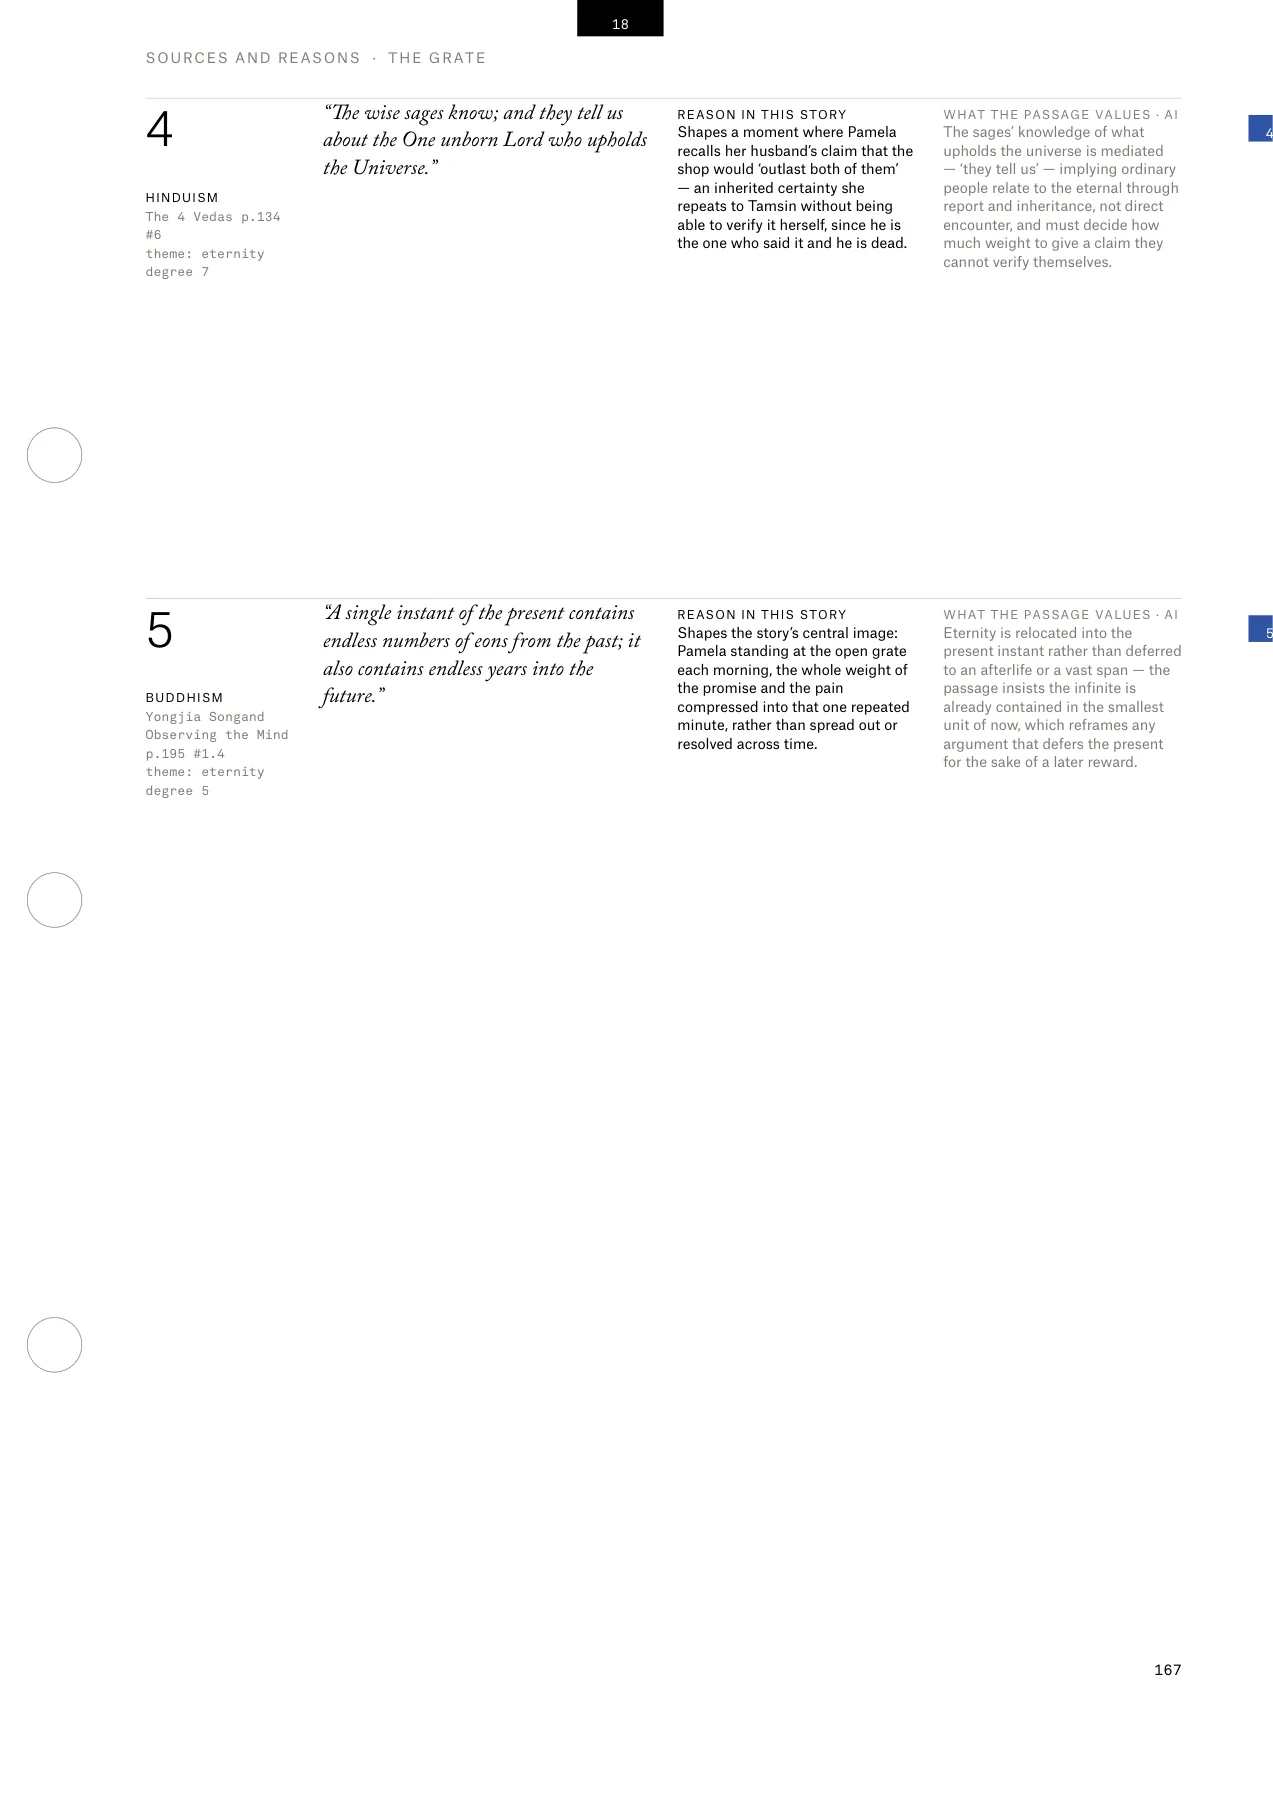 18
SOURCES AND REASONS · THE GRATE
4
HINDUISM
The 4 Vedas p.134
#6
theme: eternity
degree 7
“The wise sages know; and they tell us
about the One unborn Lord who upholds
the Universe.”
REASON IN THIS STORY
Shapes a moment where Pamela
recalls her husband’s claim that the
shop would ‘outlast both of them’
— an inherited certainty she
repeats to Tamsin without being
able to verify it herself, since he is
the one who said it and he is dead.
WHAT THE PASSAGE VALUES · AI
The sages’ knowledge of what
upholds the universe is mediated
— ‘they tell us’ — implying ordinary
people relate to the eternal through
report and inheritance, not direct
encounter, and must decide how
much weight to give a claim they
cannot verify themselves.
4
5
BUDDHISM
Yongjia Songand
Observing the Mind
p.195 #1.4
theme: eternity
degree 5
“A single instant of the present contains
endless numbers of eons from the past; it
also contains endless years into the
future.”
REASON IN THIS STORY
Shapes the story’s central image:
Pamela standing at the open grate
each morning, the whole weight of
the promise and the pain
compressed into that one repeated
minute, rather than spread out or
resolved across time.
WHAT THE PASSAGE VALUES · AI
Eternity is relocated into the
present instant rather than deferred
to an afterlife or a vast span — the
passage insists the infinite is
already contained in the smallest
unit of now, which reframes any
argument that defers the present
for the sake of a later reward.
5
167